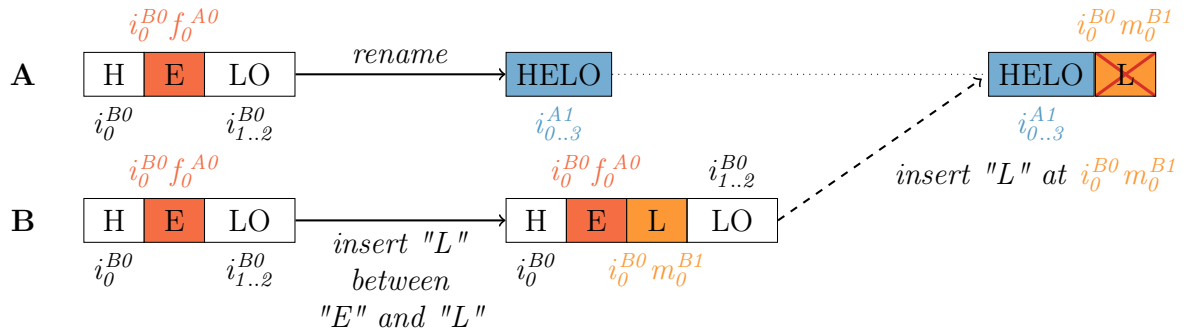 i_0^{B0} f_0^{A0}
i_0^{B0} m_0^{B1}
A H E LO rename HELO HELO L
i_0^{B0} i_{1..2}^{B0} i_{0..3}^{A1} i_{0..3}^{A1}
i_0^{B0} f_0^{A0} i_0^{B0} f_0^{A0} i_{1..2}^{B0} insert "L" at i_0^{B0} m_0^{B1}
B H E LO H E L LO
i_0^{B0} i_{1..2}^{B0} insert "L" i_0^{B0} i_0^{B0} m_0^{B1}
between
"E" and "L"